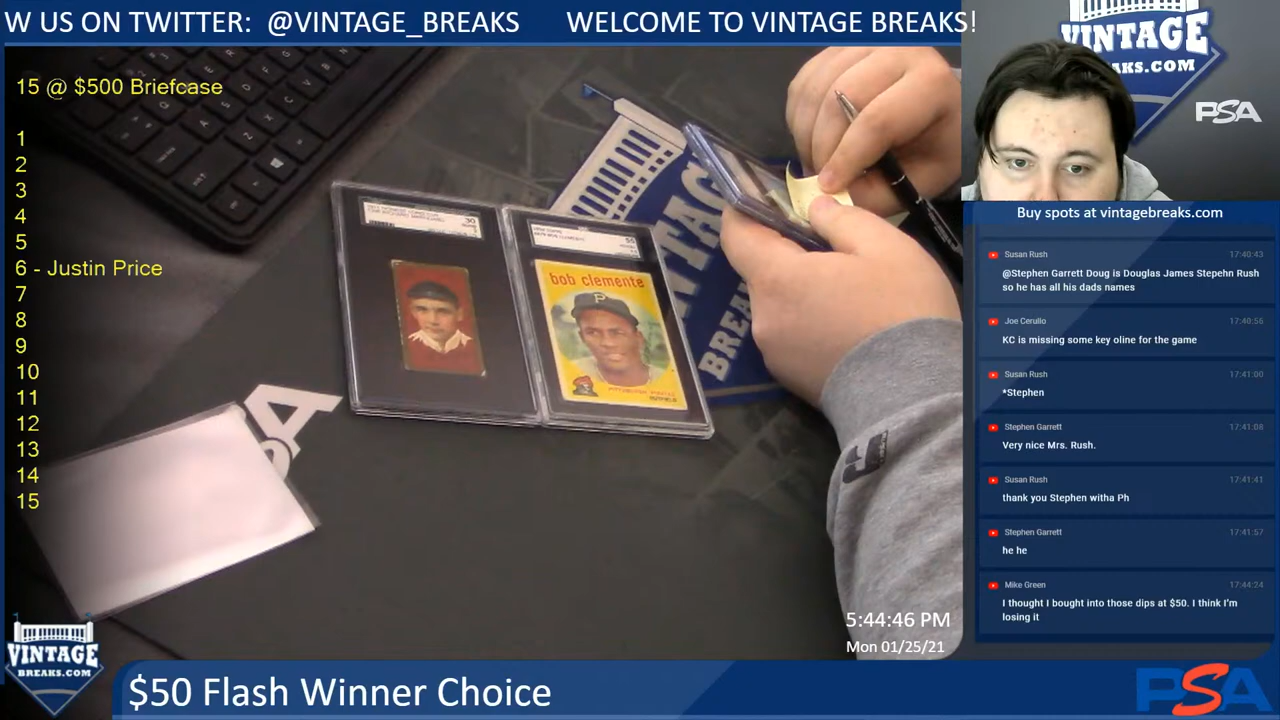 W US ON TWITTER: @VINTAGE_BREAKS WELCOME TO VINTAGE BREAKS!
15 @ $500 Briefcase
1
2
3
4
5
6 - Justin Price
7
8
9
10
11
12
13
14
15
30
55
bob clemente
P
PITTSBURGH PIRATES
OUTFIELD
VINTAGE
BREAK
PSA
VINTAGE
AKS.COM
PSA
Buy spots at vintagebreaks.com
Susan Rush 17:40:43
@Stephen Garrett Doug is Douglas James Stepehn Rush
so he has all his dads names
Joe Cerullo 17:40:56
KC is missing some key oline for the game
Susan Rush 17:41:00
*Stephen
Stephen Garrett 17:41:08
Very nice Mrs. Rush.
Susan Rush 17:41:41
thank you Stephen witha Ph
Stephen Garrett 17:41:57
he he
Mike Green 17:44:24
I thought I bought into those dips at $50. I think I'm
losing it
5:44:46 PM
Mon 01/25/21
VINTAGE
BREAKS.COM
$50 Flash Winner Choice
PSA